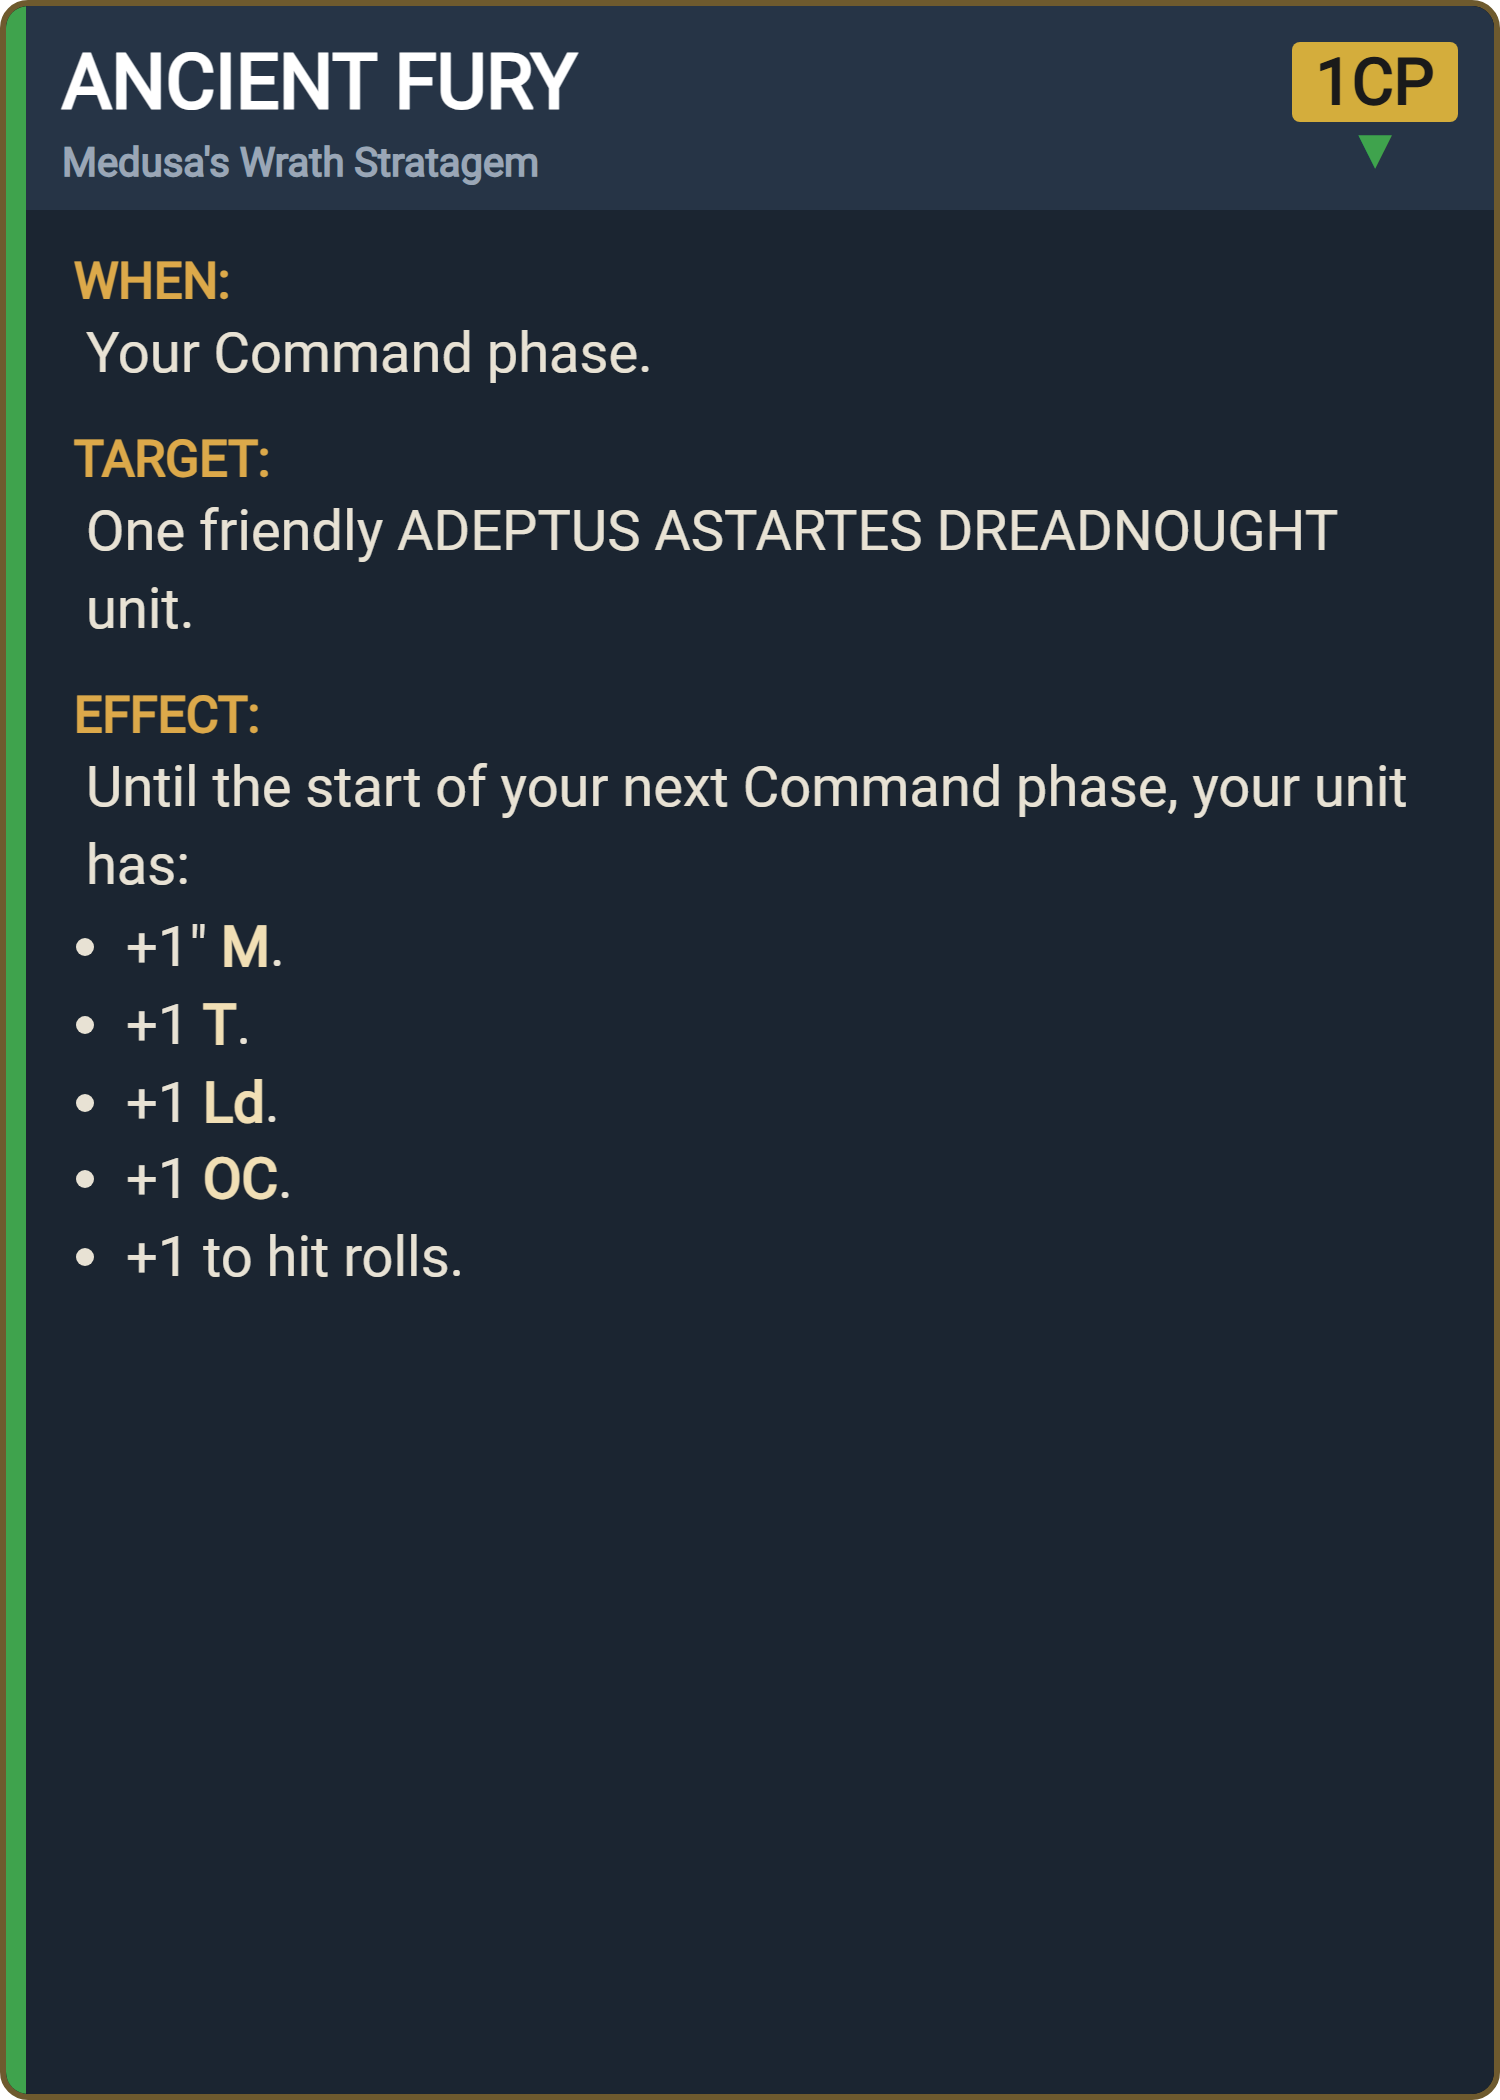 ANCIENT FURY
1CP
Medusa's Wrath Stratagem
WHEN:
Your Command phase.
TARGET:
One friendly ADEPTUS ASTARTES DREADNOUGHT
unit.
EFFECT:
Until the start of your next Command phase, your unit
has:
• +1" M.
• +1 T.
• +1 Ld.
• +1 OC.
• +1 to hit rolls.